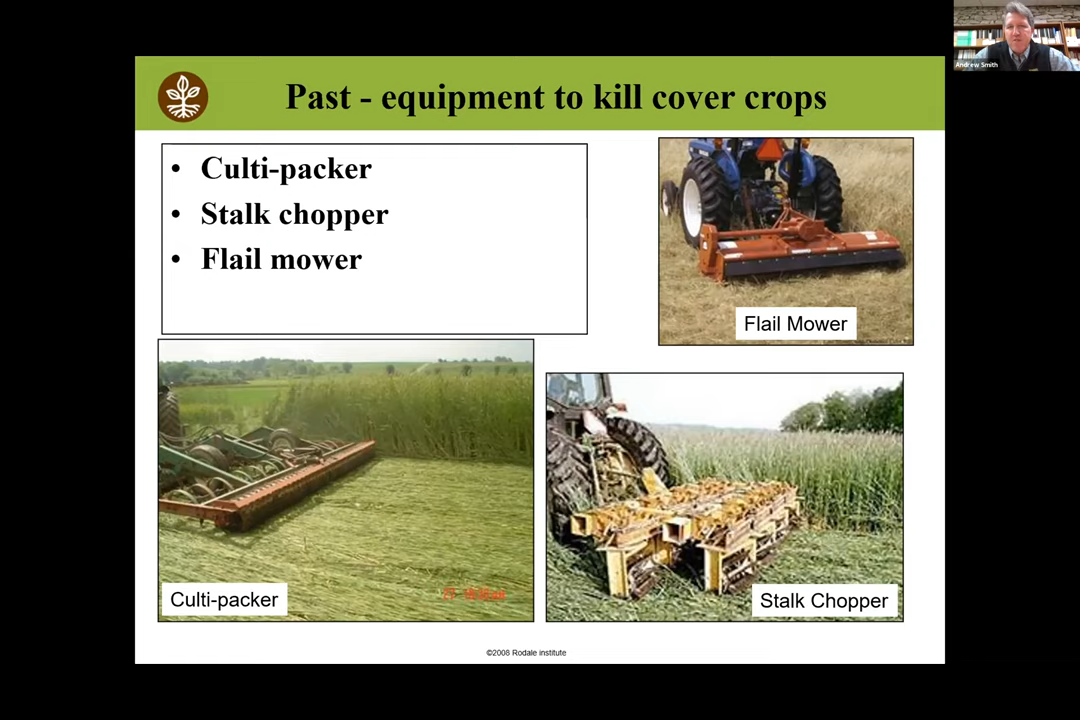 Andrew Smith
Past - equipment to kill cover crops
• Culti-packer
• Stalk chopper
• Flail mower
Flail Mower
Culti-packer
Stalk Chopper
©2008 Rodale institute